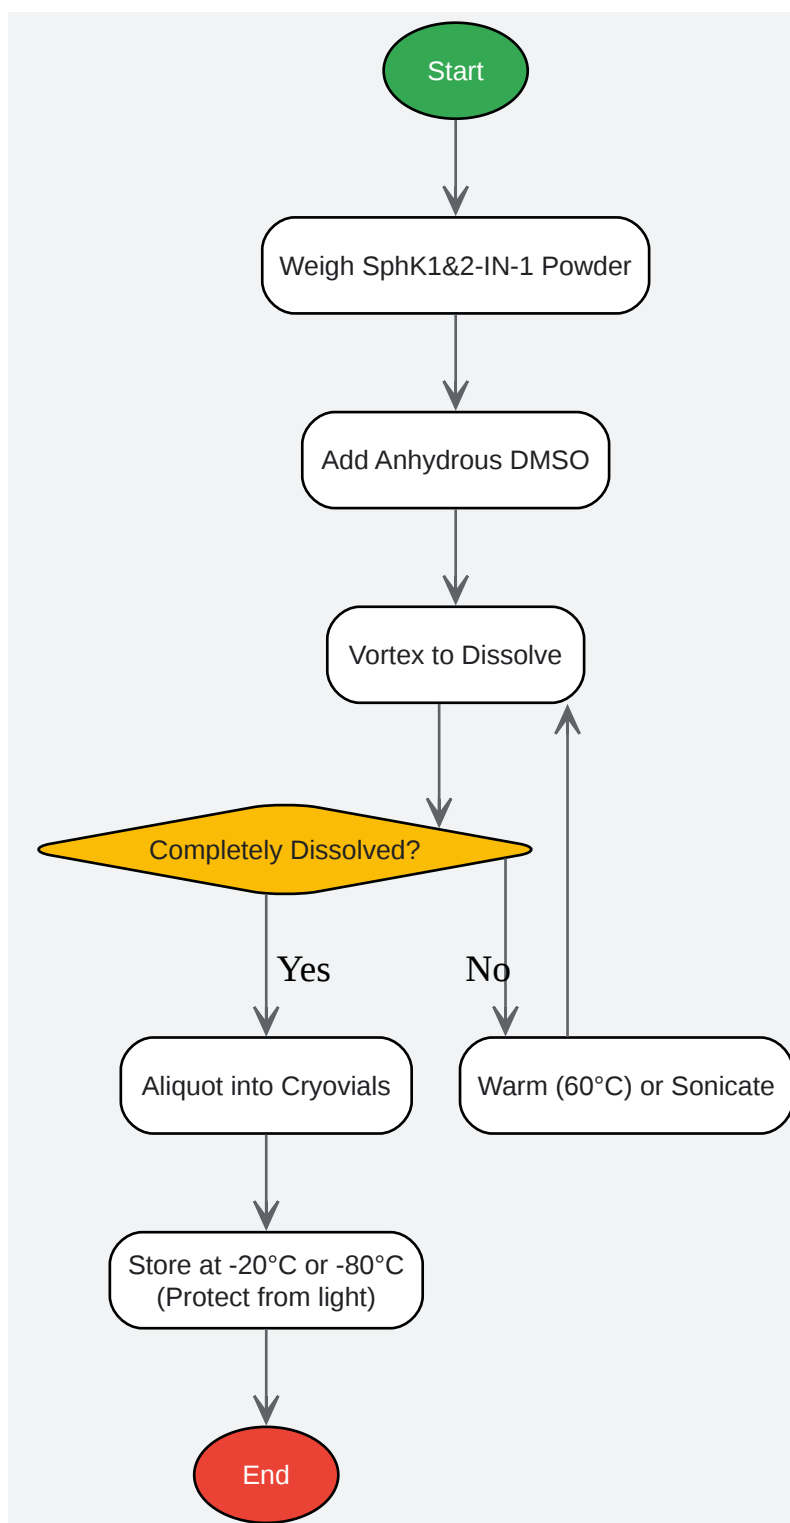 Start
Weigh SphK1&2-IN-1 Powder
Add Anhydrous DMSO
Vortex to Dissolve
Completely Dissolved?
Yes
No
Aliquot into Cryovials
Warm (60°C) or Sonicate
Store at -20°C or -80°C
(Protect from light)
End